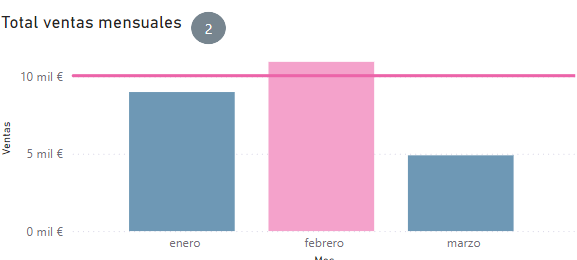 Total ventas mensuales
2
10 mil €
5 mil €
0 mil €
Ventas
enero
febrero
marzo